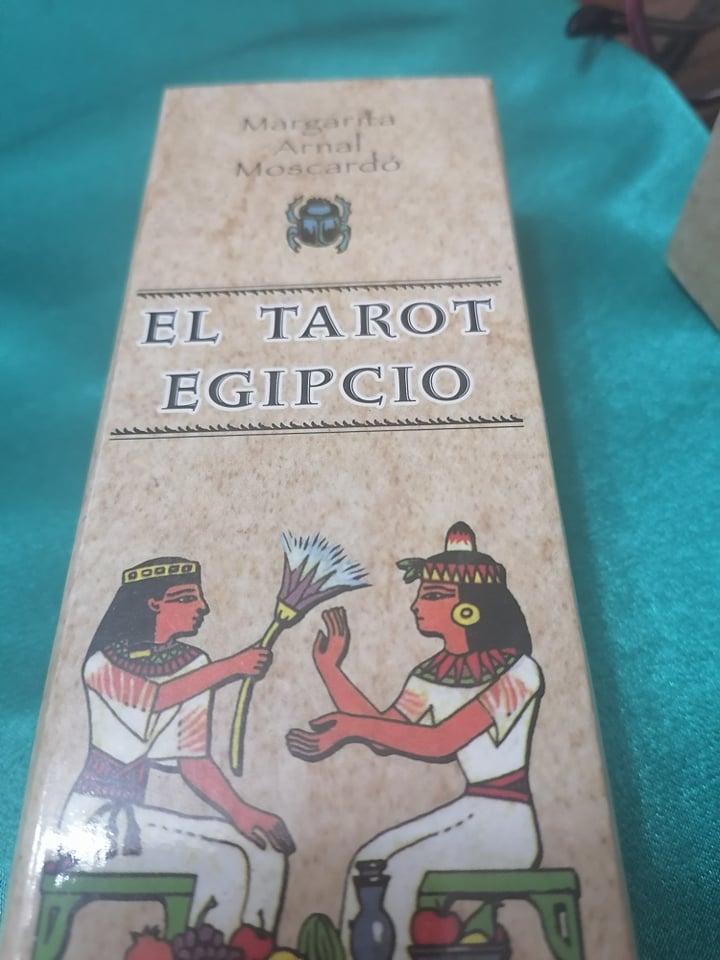 Margarita
Arnal
Moscardó
EL TAROT
EGIPCIO